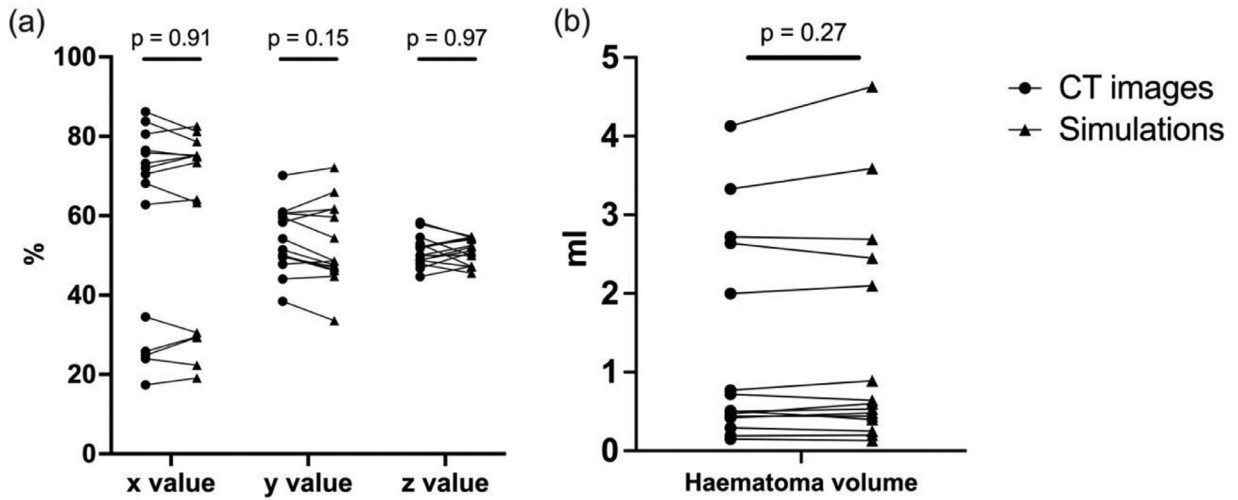 (a)
p = 0.91 p = 0.15 p = 0.97
100
80
60
40
20
0
%
x value y value z value
(b)
p = 0.27
5
4
3
2
1
0
ml
Haematoma volume
CT images
Simulations